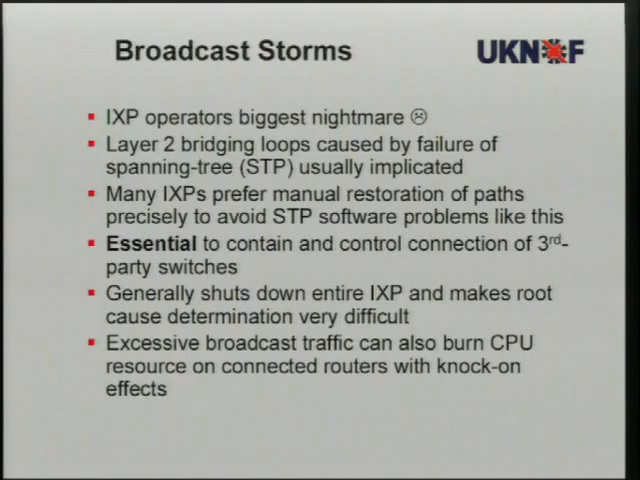 Broadcast Storms
UKNOF
IXP operators biggest nightmare ☹
Layer 2 bridging loops caused by failure of
spanning-tree (STP) usually implicated
Many IXPs prefer manual restoration of paths
precisely to avoid STP software problems like this
Essential to contain and control connection of 3rd-
party switches
Generally shuts down entire IXP and makes root
cause determination very difficult
Excessive broadcast traffic can also burn CPU
resource on connected routers with knock-on
effects